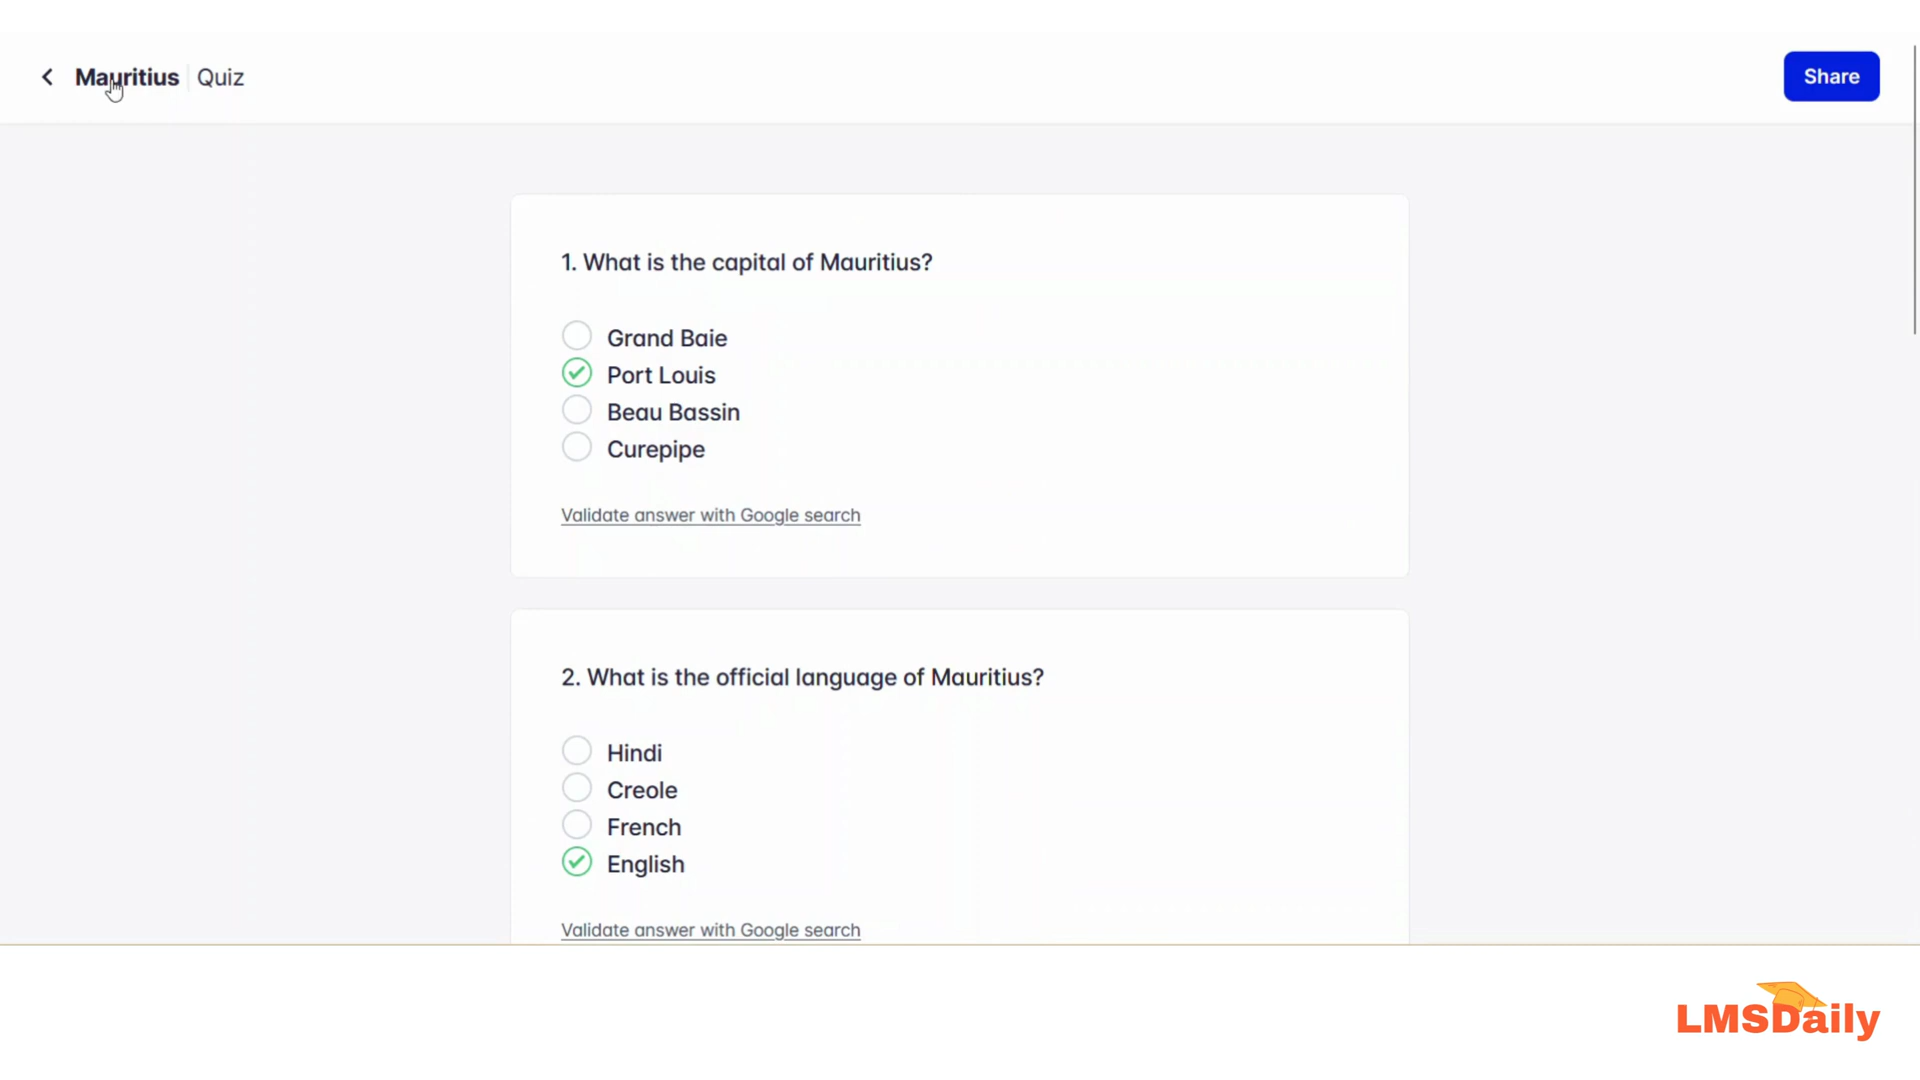 Mauritius Quiz
Share
1. What is the capital of Mauritius?
Grand Baie
Port Louis
Beau Bassin
Curepipe
Validate answer with Google search
2. What is the official language of Mauritius?
Hindi
Creole
French
English
Validate answer with Google search
LMSDaily